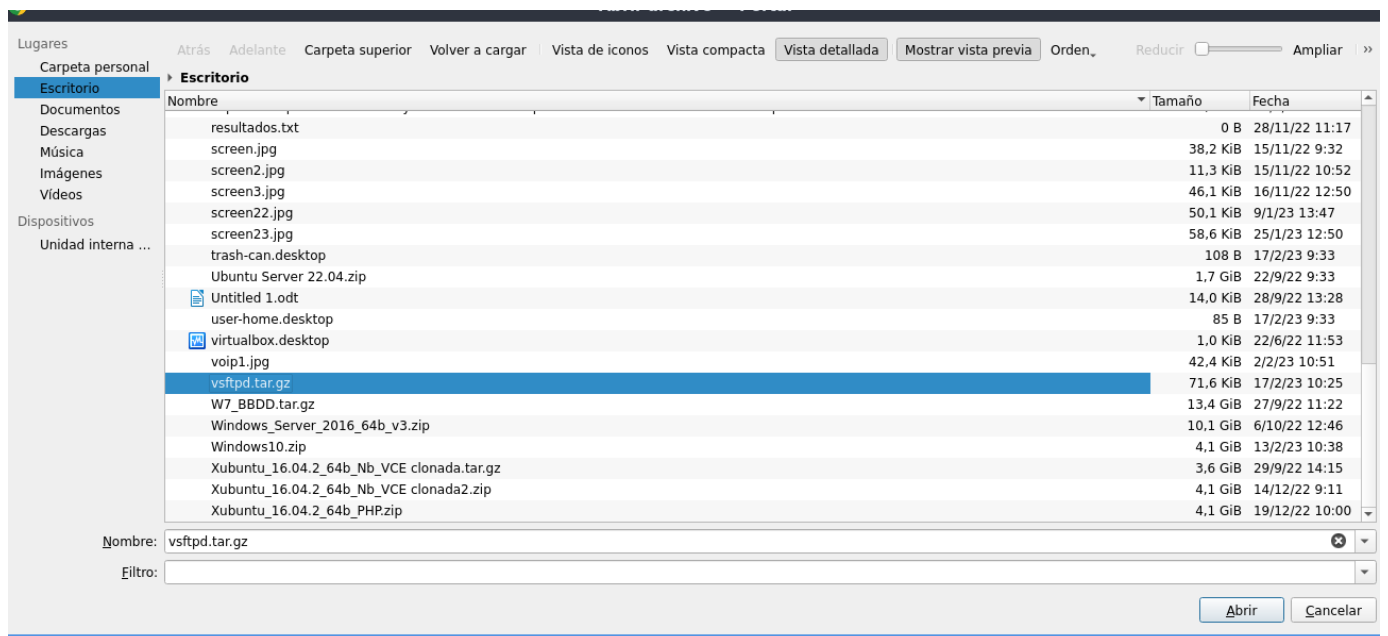 Lugares
Carpeta personal
Escritorio
Documentos
Descargas
Música
Imágenes
Vídeos
Dispositivos
Unidad interna ...
Atrás Adelante Carpeta superior Volver a cargar Vista de iconos Vista compacta Vista detallada Mostrar vista previa Orden Reducir Ampliar »
Escritorio
Nombre Tamaño Fecha
resultados.txt 0 B 28/11/22 11:17
screen.jpg 38,2 KiB 15/11/22 9:32
screen2.jpg 11,3 KiB 15/11/22 10:52
screen3.jpg 46,1 KiB 16/11/22 12:50
screen22.jpg 50,1 KiB 9/1/23 13:47
screen23.jpg 58,6 KiB 25/1/23 12:50
trash-can.desktop 108 B 17/2/23 9:33
Ubuntu Server 22.04.zip 1,7 GiB 22/9/22 9:33
Untitled 1.odt 14,0 KiB 28/9/22 13:28
user-home.desktop 85 B 17/2/23 9:33
virtualbox.desktop 1,0 KiB 22/6/22 11:53
voip1.jpg 42,4 KiB 2/2/23 10:51
vsftpd.tar.gz 71,6 KiB 17/2/23 10:25
W7_BBDD.tar.gz 13,4 GiB 27/9/22 11:22
Windows_Server_2016_64b_v3.zip 10,1 GiB 6/10/22 12:46
Windows10.zip 4,1 GiB 13/2/23 10:38
Xubuntu_16.04.2_64b_Nb_VCE clonada.tar.gz 3,6 GiB 29/9/22 14:15
Xubuntu_16.04.2_64b_Nb_VCE clonada2.zip 4,1 GiB 14/12/22 9:11
Xubuntu_16.04.2_64b_PHP.zip 4,1 GiB 19/12/22 10:00
Nombre: vsftpd.tar.gz
Filtro:
Abrir Cancelar